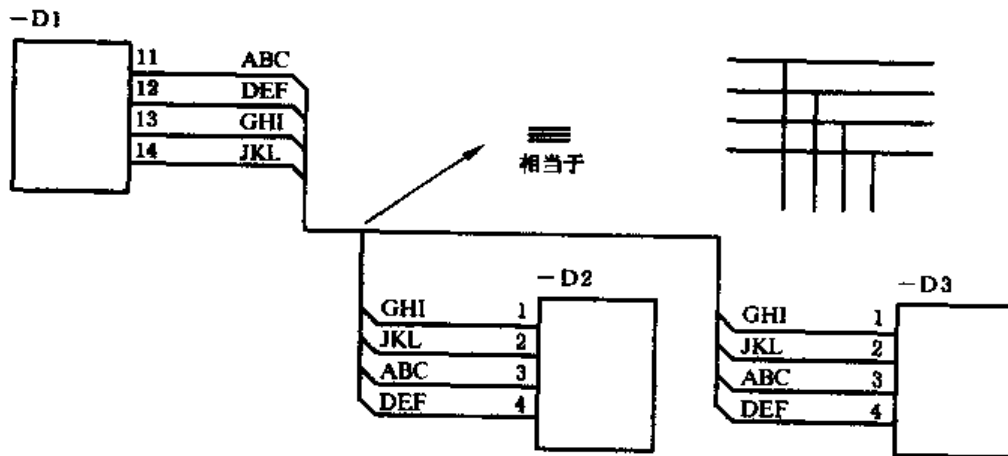 －D1
11 ABC
12 DEF
13 GHI
14 JKL
相当于
－D2
GHI 1
JKL 2
ABC 3
DEF 4
－D3
GHI 1
JKL 2
ABC 3
DEF 4